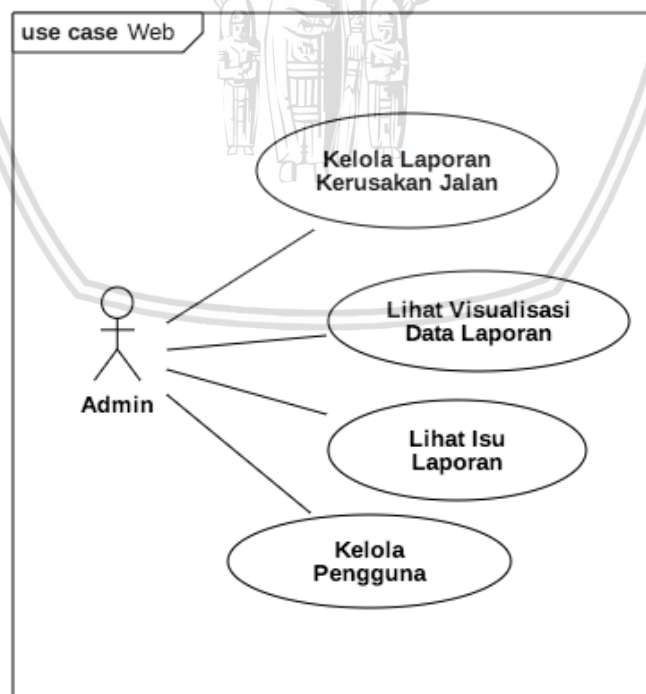 use case Web
Kelola Laporan
Kerusakan Jalan
Lihat Visualisasi
Data Laporan
Admin
Lihat Isu
Laporan
Kelola
Pengguna